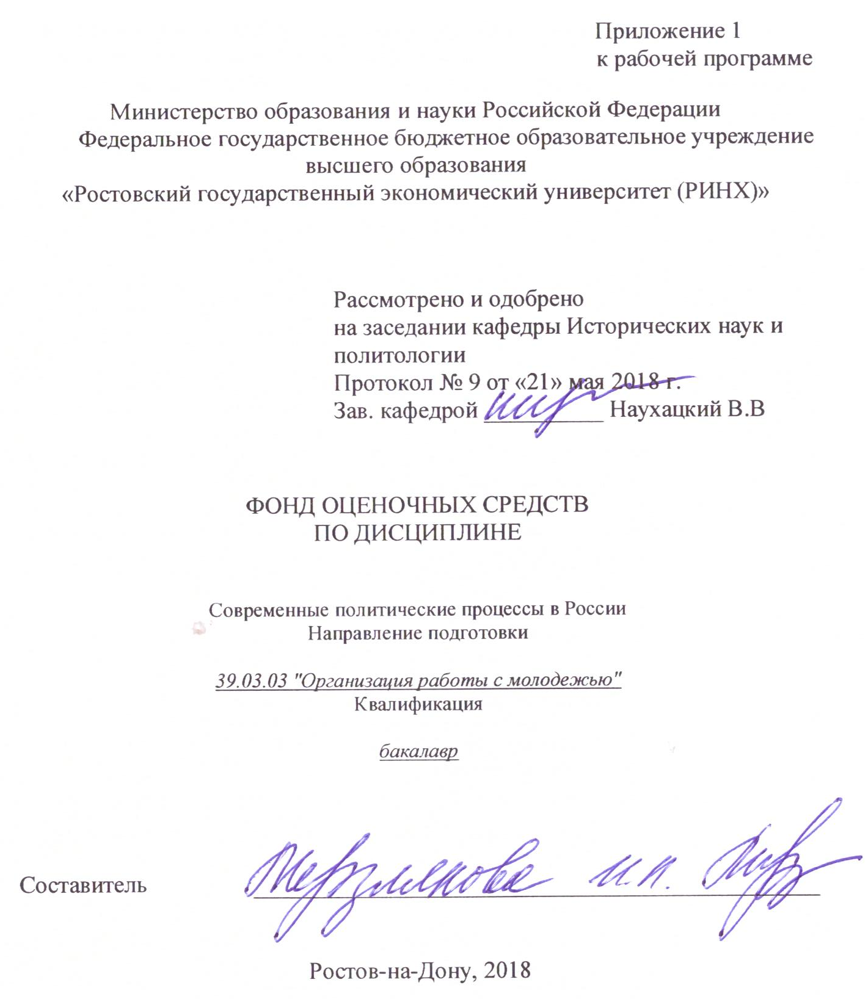 Приложение 1
к рабочей программе
Министерство образования и науки Российской Федерации
Федеральное государственное бюджетное образовательное учреждение
высшего образования
«Ростовский государственный экономический университет (РИНХ)»
Рассмотрено и одобрено
на заседании кафедры Исторических наук и
политологии
Протокол № 9 от «21» мая 2018 г.
Зав. кафедрой __________ Наухацкий В.В
ФОНД ОЦЕНОЧНЫХ СРЕДСТВ
ПО ДИСЦИПЛИНЕ
Современные политические процессы в России
Направление подготовки
39.03.03 "Организация работы с молодежью"
Квалификация
бакалавр
Составитель Мерзлякова И.П.
Ростов-на-Дону, 2018